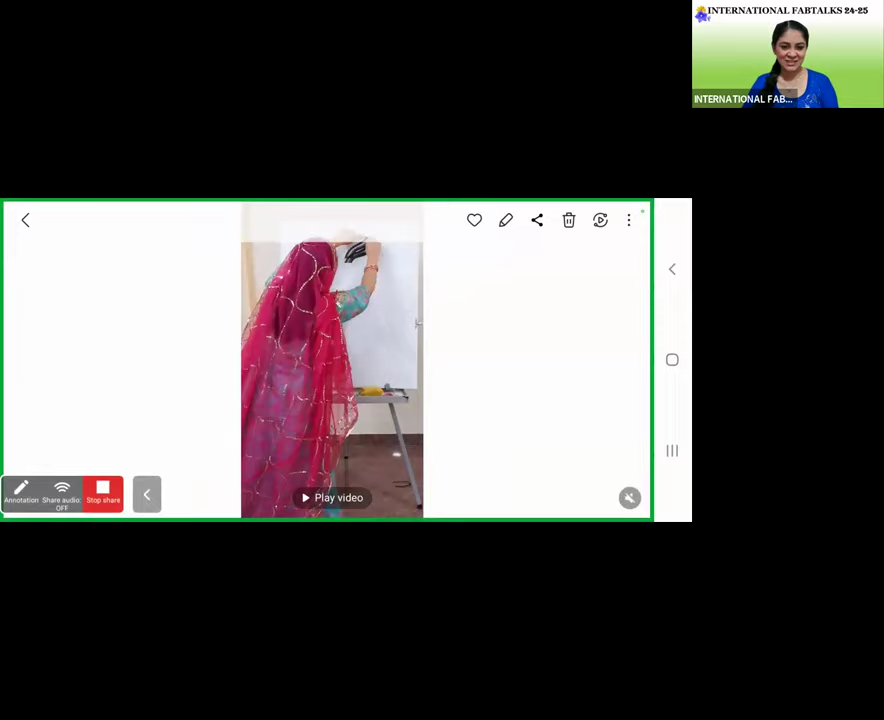 INTERNATIONAL FABTALKS 24-25
INTERNATIONAL FAB...
Play video
Annotation
Share audio: OFF
Stop share